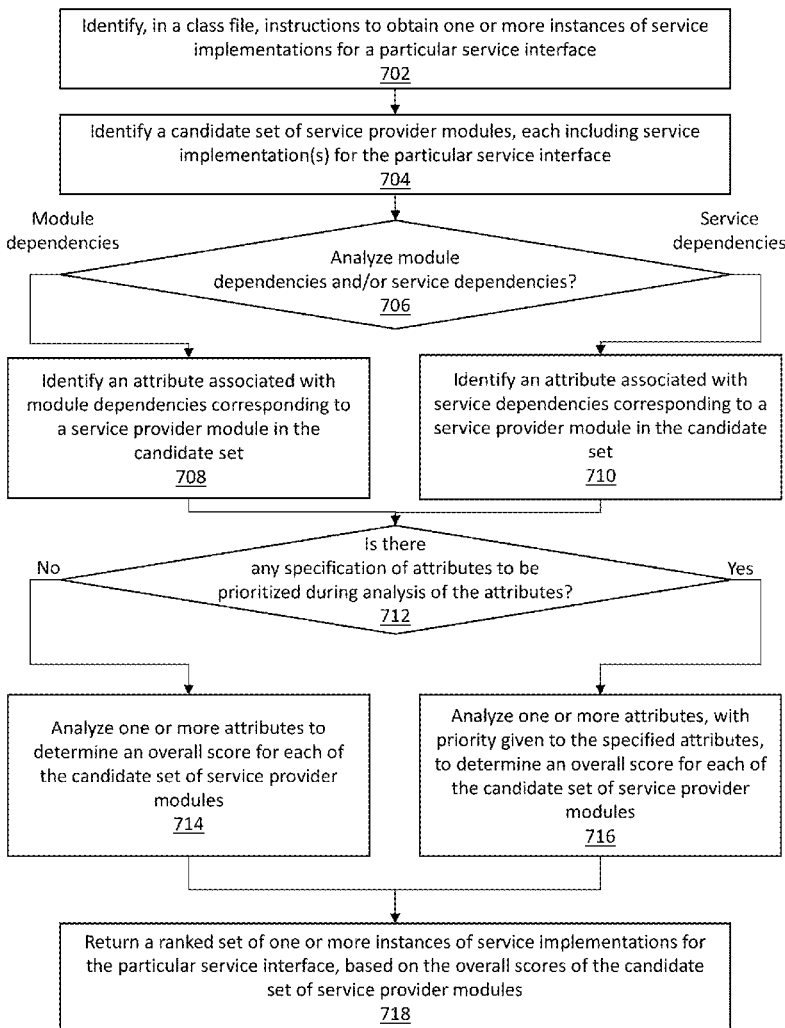 Identify, in a class file, instructions to obtain one or more instances of service
implementations for a particular service interface
702
Identify a candidate set of service provider modules, each including service
implementation(s) for the particular service interface
704
Module
dependencies
Service
dependencies
Analyze module
dependencies and/or service dependencies?
706
Identify an attribute associated with
module dependencies corresponding to
a service provider module in the
candidate set
708
Identify an attribute associated with
service dependencies corresponding to a
service provider module in the candidate
set
710
Is there
any specification of attributes to be
prioritized during analysis of the attributes?
712
No
Yes
Analyze one or more attributes to
determine an overall score for each of
the candidate set of service provider
modules
714
Analyze one or more attributes, with
priority given to the specified attributes,
to determine an overall score for each of
the candidate set of service provider
modules
716
Return a ranked set of one or more instances of service implementations for
the particular service interface, based on the overall scores of the candidate
set of service provider modules
718